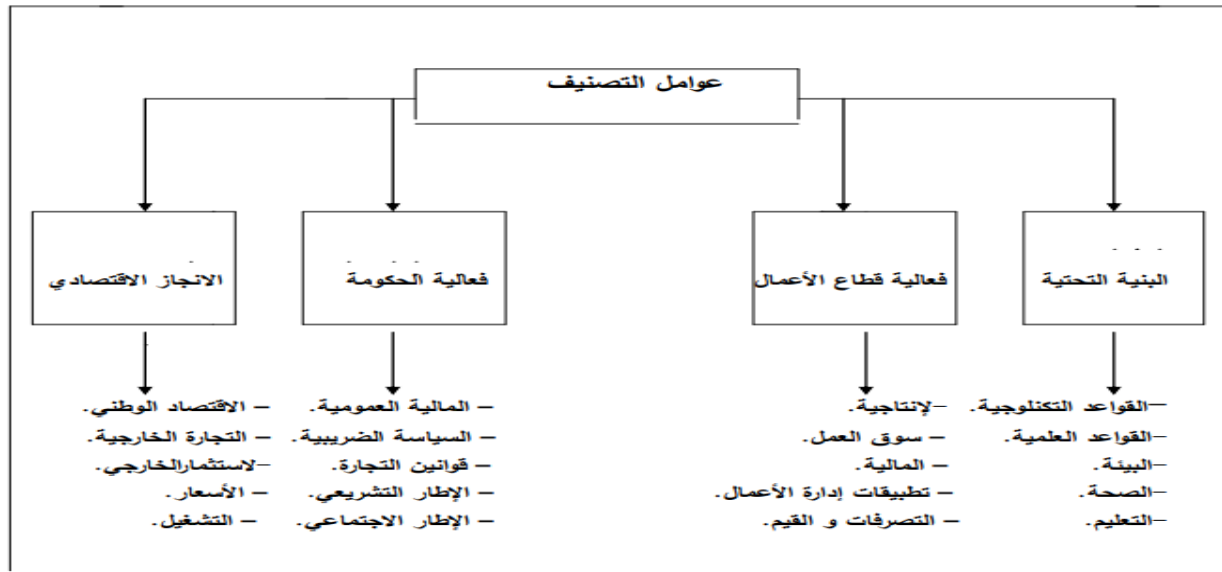 عوامل التصنيف
البنية التحتية
فعالية قطاع الأعمال
فعالية الحكومة
الانجاز الاقتصادي
–القواعد التكنلوجية.
–القواعد العلمية.
–البيئة.
–الصحة.
–التعليم.
–لإنتاجية.
– سوق العمل.
– المالية.
– تطبيقات إدارة الأعمال.
– التصرفات و القيم.
– المالية العمومية.
– السياسة الضريبية.
– قوانين التجارة.
– الإطار التشريعي.
– الإطار الاجتماعي.
– الاقتصاد الوطني.
– التجارة الخارجية.
–لاستثمارالخارجي.
– الأسعار.
– التشغيل.